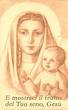 E mostraci il frutto
del Tuo seno, Gesù